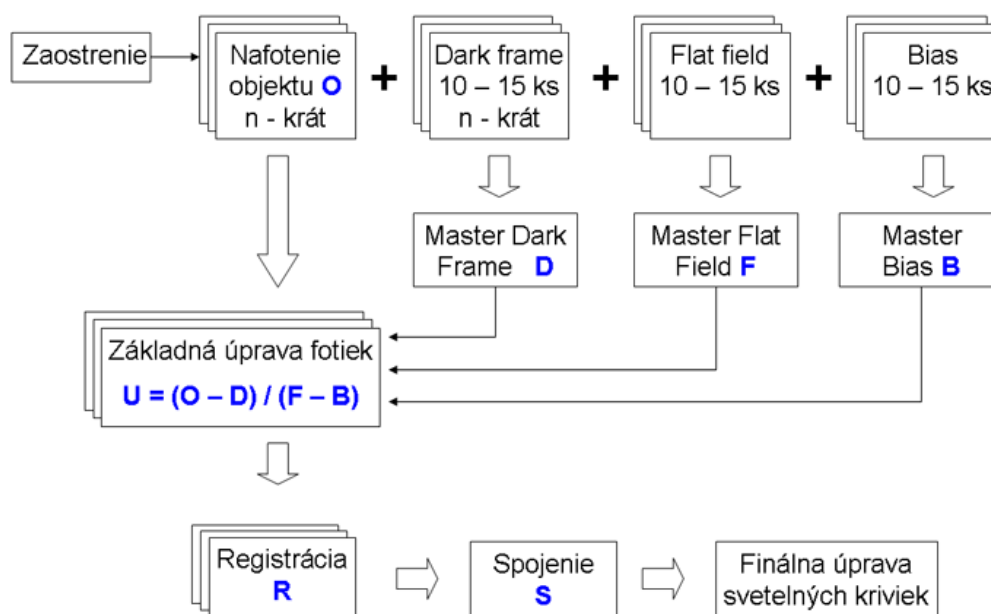 Zaostrenie
Nafotenie
objektu O
n - krát
+
Dark frame
10 – 15 ks
n - krát
+
Flat field
10 – 15 ks
+
Bias
10 – 15 ks
Master Dark
Frame D
Master Flat
Field F
Master
Bias B
Základná úprava fotiek
U = (O – D) / (F – B)
Registrácia
R
Spojenie
S
Finálna úprava
svetelných kriviek